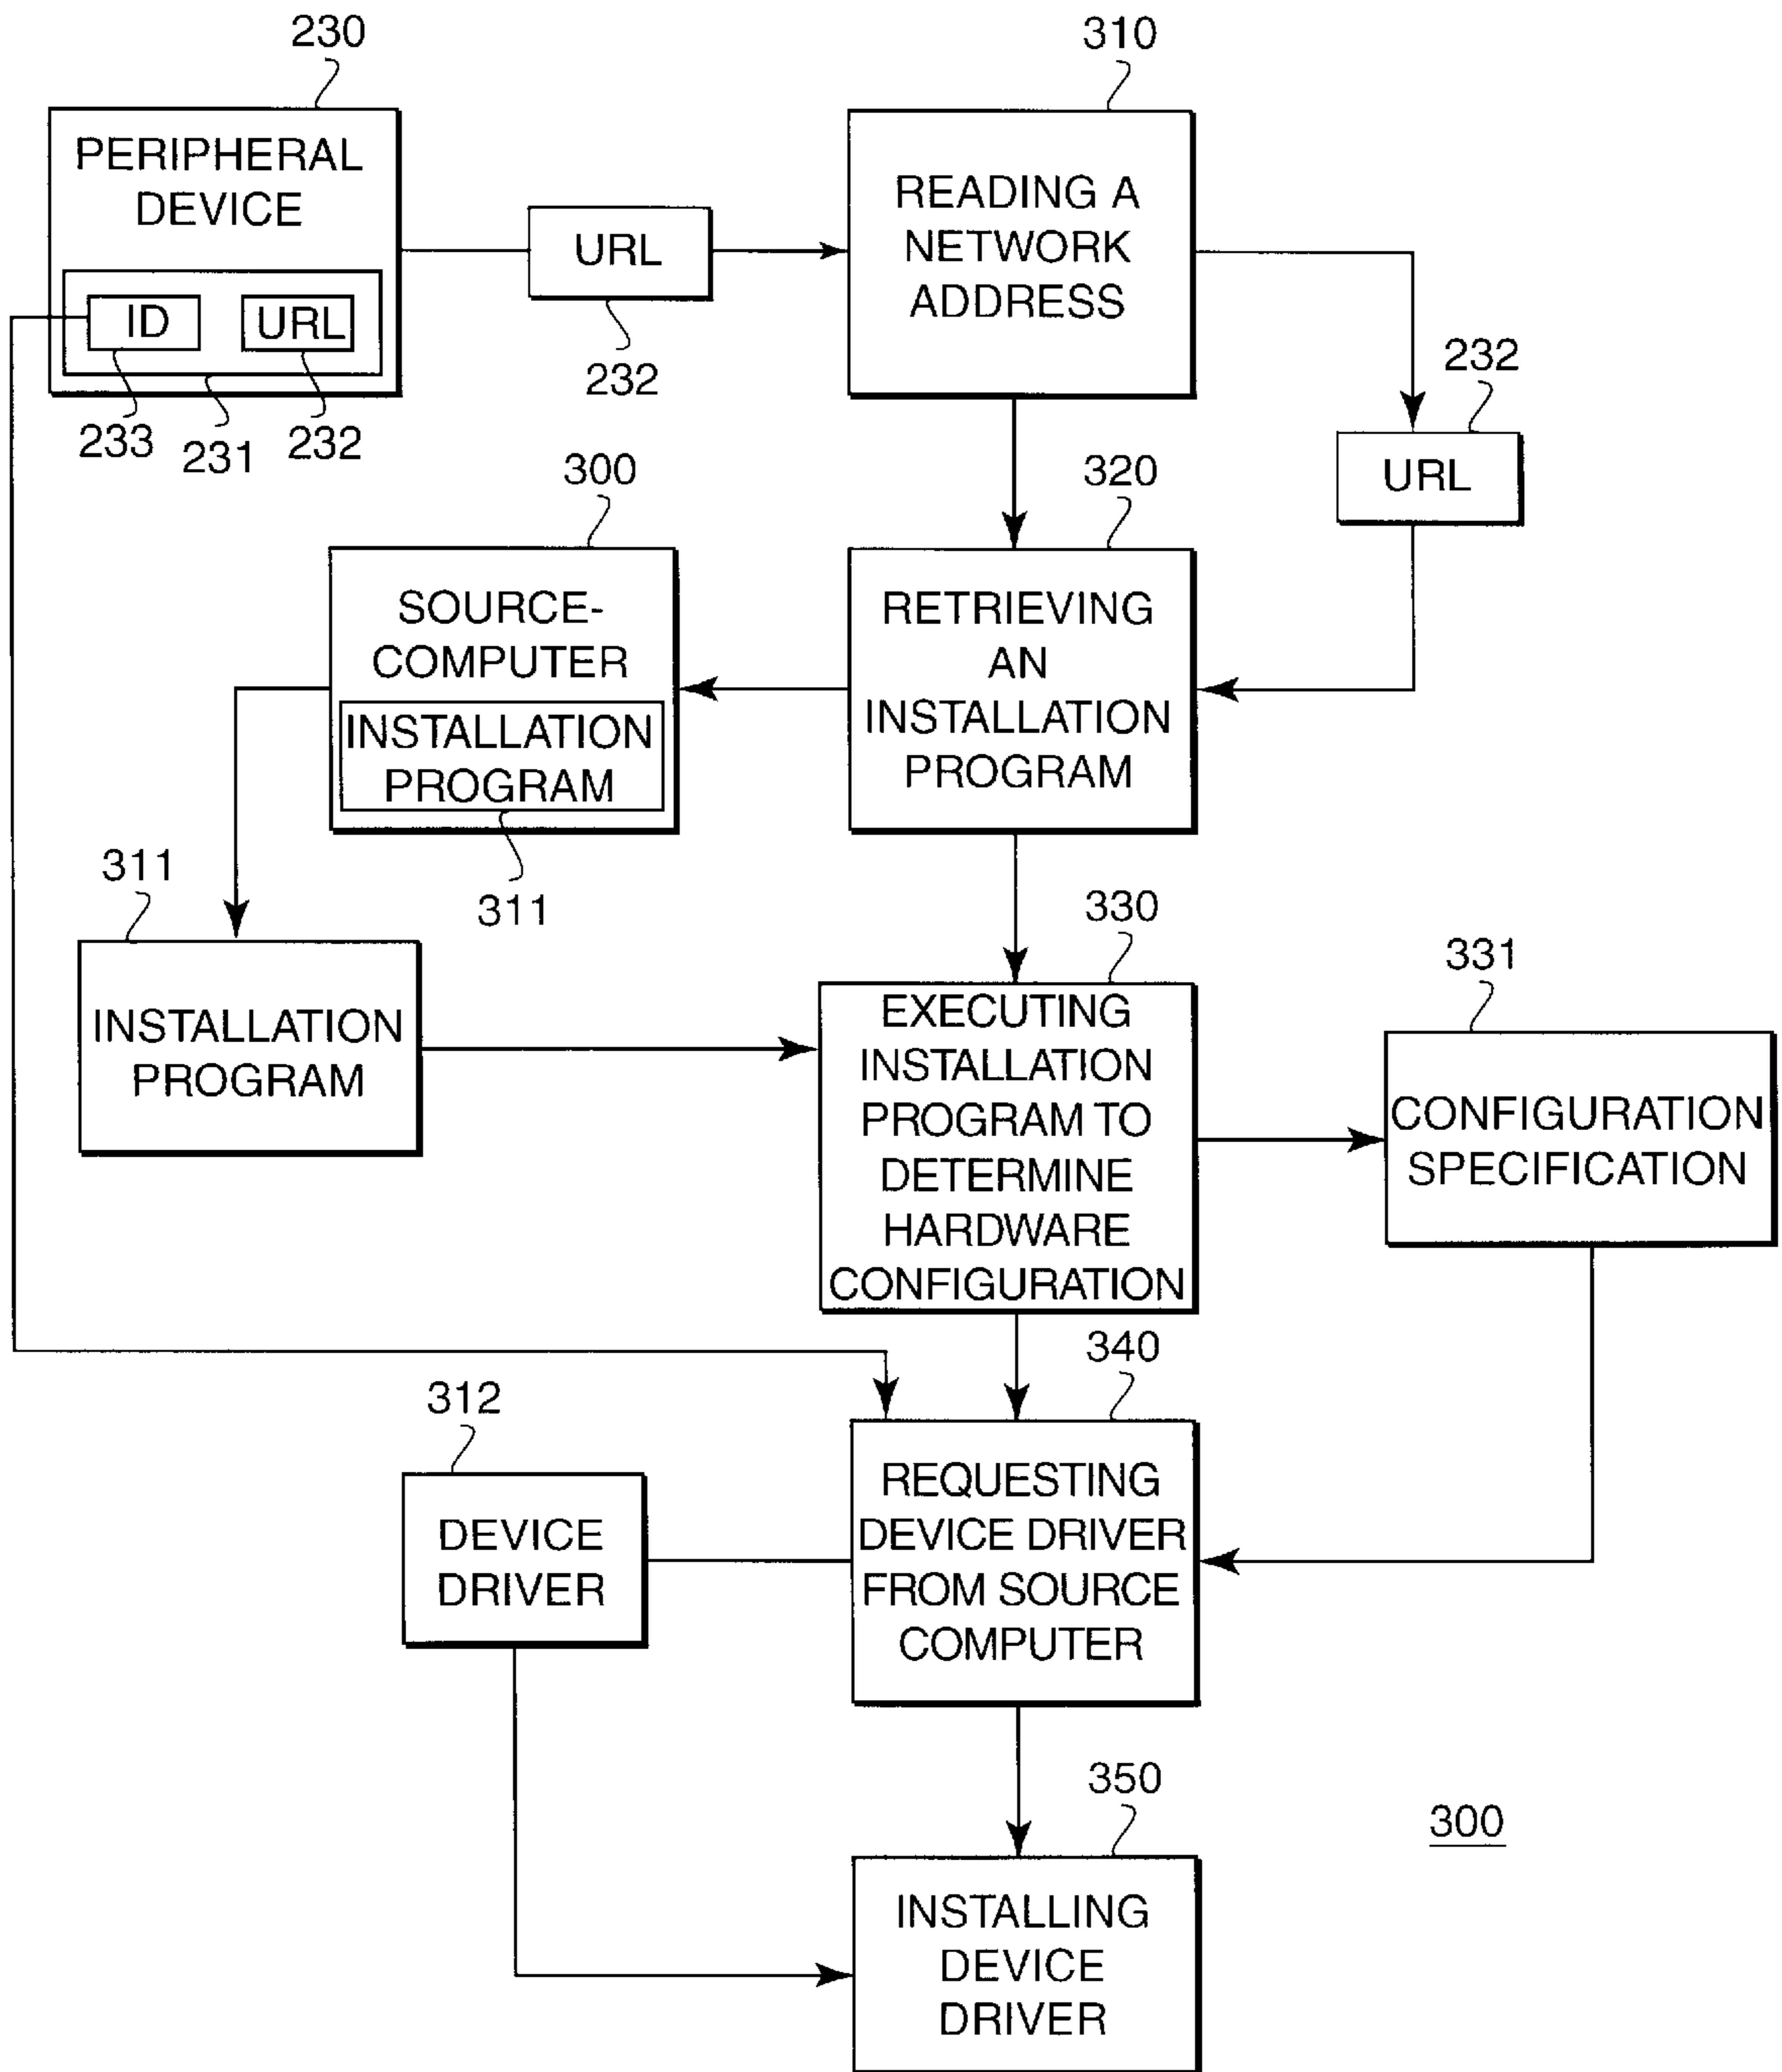 230
310
PERIPHERAL
DEVICE
ID
URL
233
231
232
URL
232
READING A
NETWORK
ADDRESS
232
URL
300
320
SOURCE-
COMPUTER
INSTALLATION
PROGRAM
311
RETRIEVING
AN
INSTALLATION
PROGRAM
311
INSTALLATION
PROGRAM
330
EXECUTING
INSTALLATION
PROGRAM TO
DETERMINE
HARDWARE
CONFIGURATION
331
CONFIGURATION
SPECIFICATION
340
312
DEVICE
DRIVER
REQUESTING
DEVICE DRIVER
FROM SOURCE
COMPUTER
350
INSTALLING
DEVICE
DRIVER
300